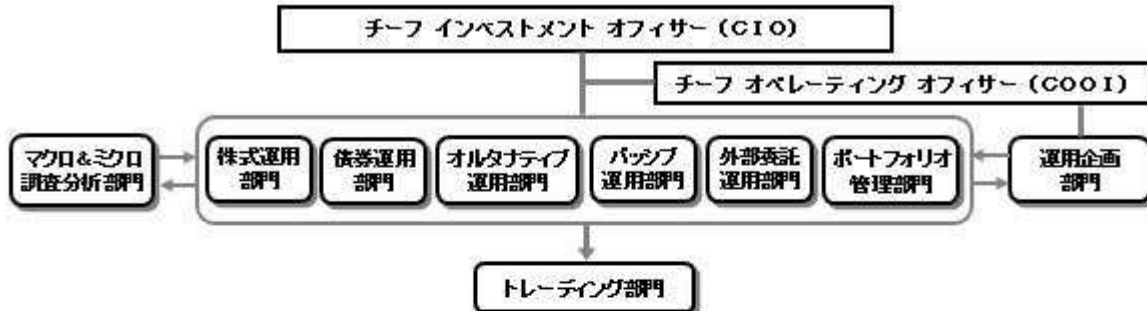 チーフ インベストメント オフィサー (CIO)
チーフ オペレーティング オフィサー (COOI)
マクロ&ミクロ
調査分析部門
株式運用
部門
債券運用
部門
オルタナティブ
運用部門
パッシブ
運用部門
外部委託
運用部門
ポートフォリオ
管理部門
運用企画
部門
トレーディング部門